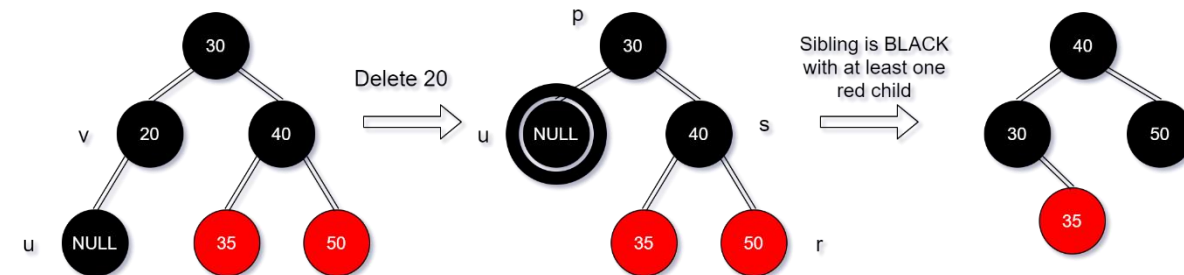 p
30
30
40
Sibling is BLACK
with at least one
red child
Delete 20
v
20
40
u
NULL
40
s
30
50
u
NULL
35
50
35
50
r
35